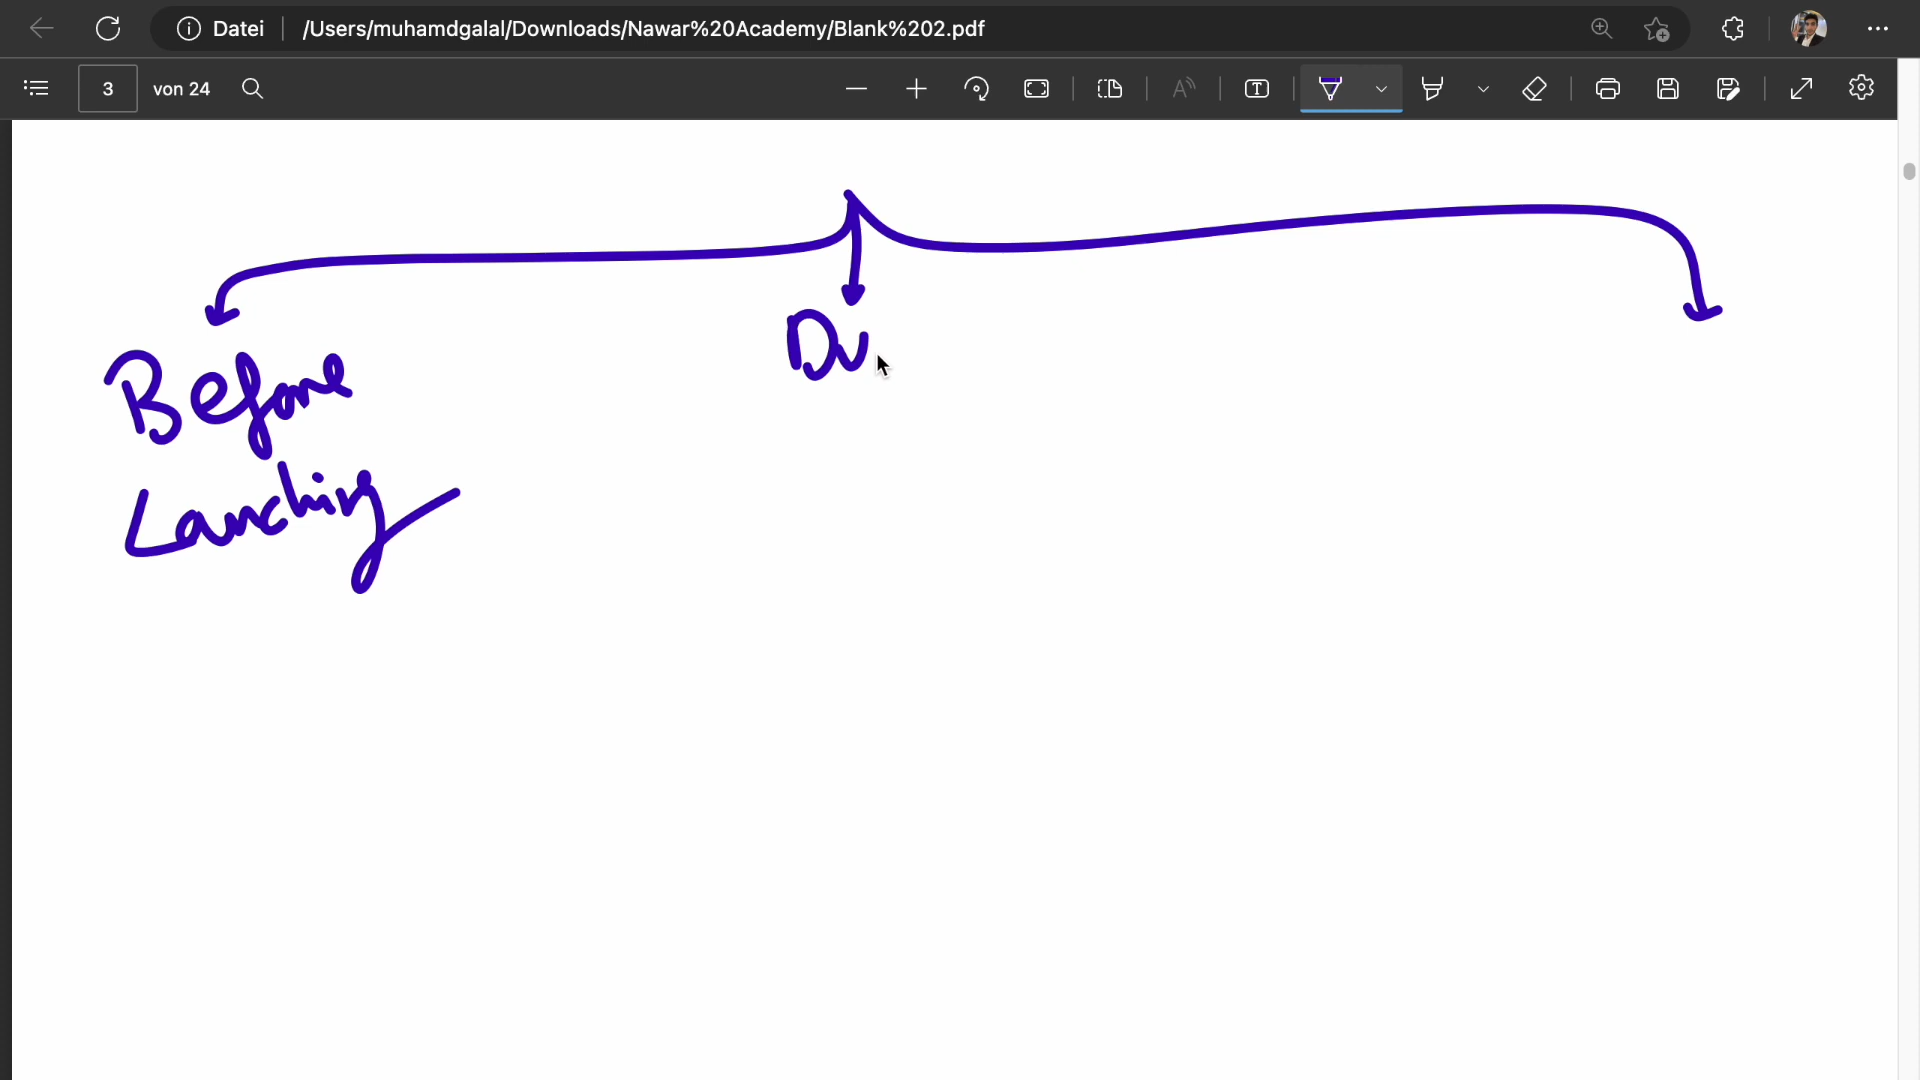 Datei /Users/muhamdgalal/Downloads/Nawar%20Academy/Blank%202.pdf
3 von 24
Before
Lanching
Du